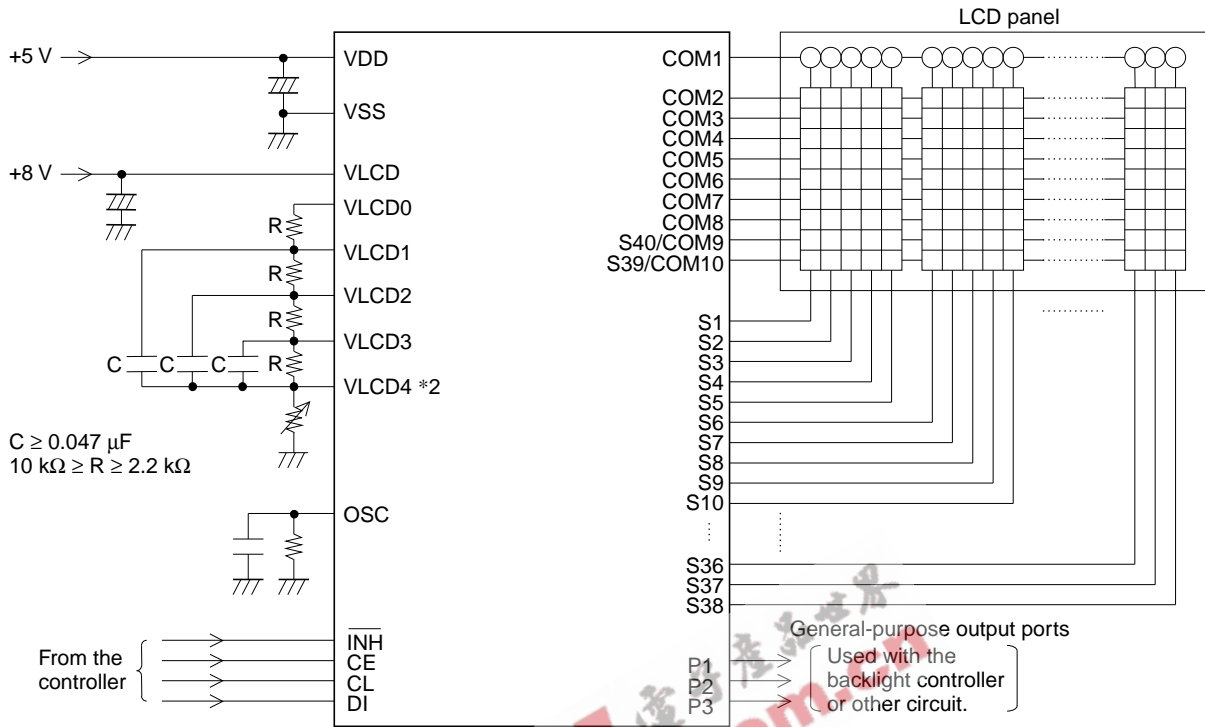 LCD panel
+5 V
VDD
COM1
VSS
COM2
COM3
COM4
COM5
+8 V
VLCD
COM6
VLCD0
COM7
R
COM8
VLCD1
S40/COM9
R
S39/COM10
VLCD2
R
S1
VLCD3
S2
C
C
C
R
S3
VLCD4 *2
S4
S5
S6
C ≥ 0.047 μF
S7
10 kΩ ≥ R ≥ 2.2 kΩ
S8
S9
OSC
S10
S36
S37
S38
General-purpose output ports
INH
From the
controller
CE
CL
DI
P1
P2
P3
Used with the
backlight controller
or other circuit.